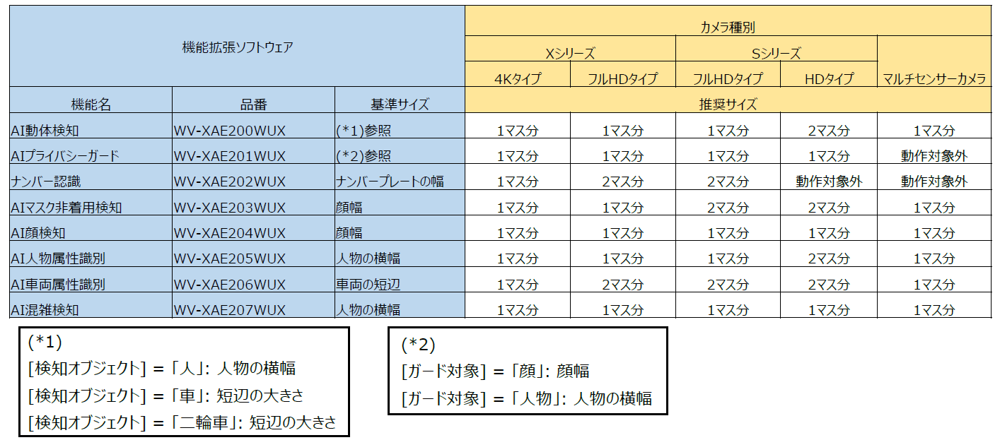 カメラ種別
機能拡張ソフトウェア
Xシリーズ Sシリーズ
4Kタイプ フルHDタイプ フルHDタイプ HDタイプ マルチセンサーカメラ
機能名 品番 基準サイズ 推奨サイズ
AI動体検知 WV-XAE200WUX (*1)参照 1マス分 1マス分 1マス分 2マス分 1マス分
AIプライバシーガード WV-XAE201WUX (*2)参照 1マス分 1マス分 1マス分 1マス分 動作対象外
ナンバー認識 WV-XAE202WUX ナンバープレートの幅 1マス分 2マス分 2マス分 動作対象外 動作対象外
AIマスク非着用検知 WV-XAE203WUX 顔幅 1マス分 1マス分 2マス分 2マス分 1マス分
AI顔検知 WV-XAE204WUX 顔幅 1マス分 1マス分 1マス分 1マス分 1マス分
AI人物属性識別 WV-XAE205WUX 人物の横幅 1マス分 1マス分 1マス分 2マス分 1マス分
AI車両属性識別 WV-XAE206WUX 車両の短辺 1マス分 2マス分 2マス分 2マス分 1マス分
AI混雑検知 WV-XAE207WUX 人物の横幅 1マス分 1マス分 1マス分 1マス分 1マス分
(*1)
[検知オブジェクト] = 「人」: 人物の横幅
[検知オブジェクト] = 「車」: 短辺の大きさ
[検知オブジェクト] = 「二輪車」: 短辺の大きさ
(*2)
[ガード対象] = 「顔」: 顔幅
[ガード対象] = 「人物」: 人物の横幅